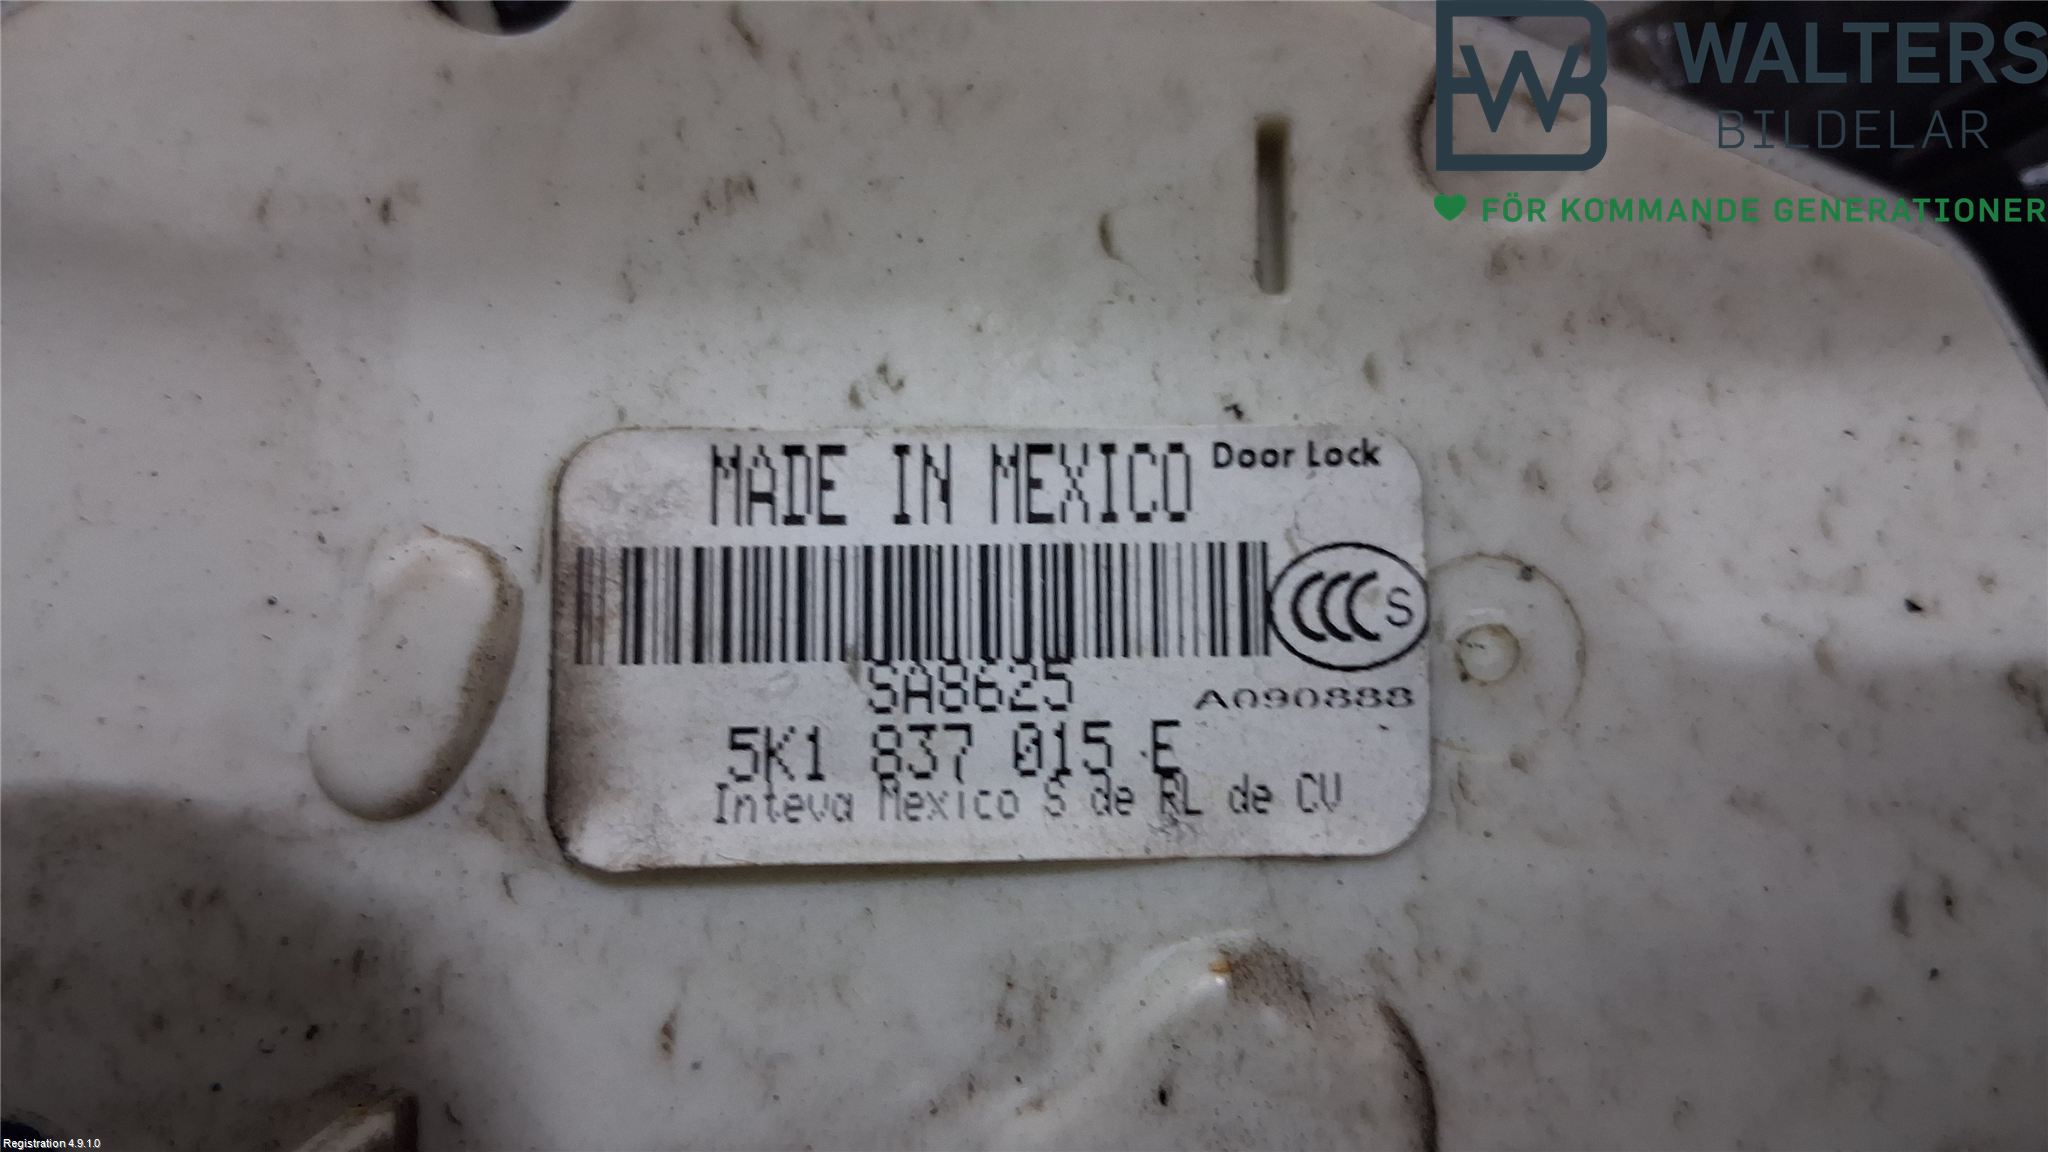 WALTERS
BILDELAR
FÖR KOMMANDE GENERATIONER
MADE IN MEXICO Door Lock
CCC S
SA8625
A090888
5K1 837 015 E
Inteva Mexico S de RL de CV
Registration 4.9.1.0